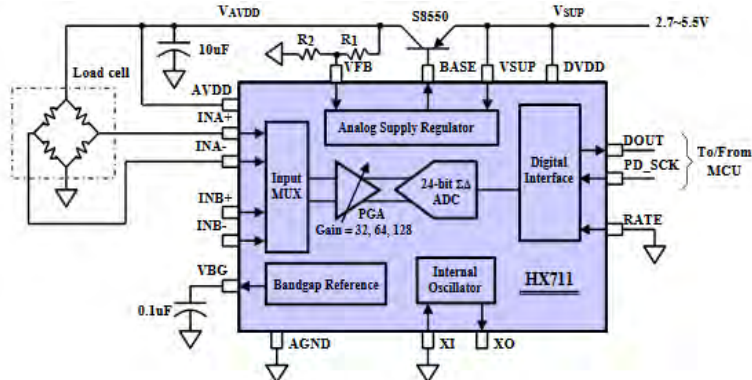 VAVDD
S8550
VSUP
2.7~5.5V
R2
R1
10uF
Load cell
VFB
BASE
VSUP
DVDD
AVDD
INA+
INA-
INB+
INB-
VBG
0.1uF
Analog Supply Regulator
Input
MUX
PGA
Gain = 32, 64, 128
24-bit ΣΔ
ADC
Digital
Interface
DOUT
PD_SCK
To/From
MCU
RATE
Bandgap Reference
Internal
Oscillator
HX711
AGND
XI
XO